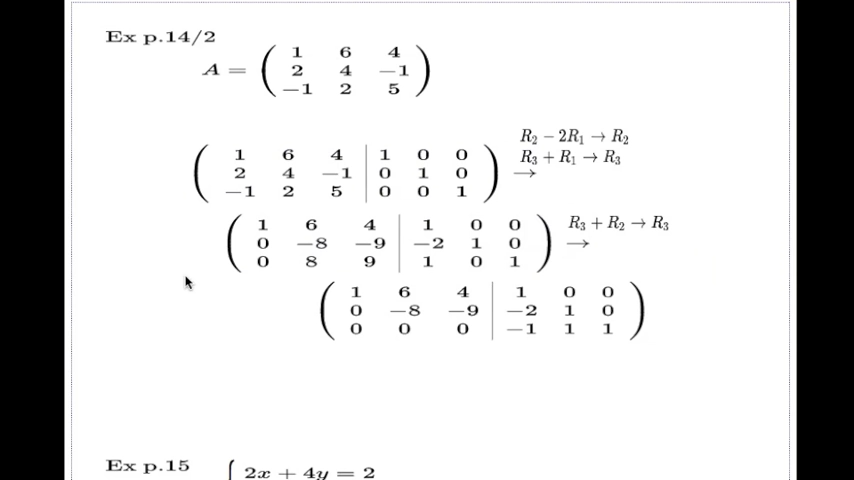 Ex p.14/2
A = ( 1 6 4
2 4 −1
−1 2 5 )
R₂ − 2R₁ → R₂
R₃ + R₁ → R₃
( 1 6 4 | 1 0 0
2 4 −1 | 0 1 0 →
−1 2 5 | 0 0 1 )
( 1 6 4 | 1 0 0 R₃ + R₂ → R₃
0 −8 −9 | −2 1 0 →
0 8 9 | 1 0 1 )
( 1 6 4 | 1 0 0
0 −8 −9 | −2 1 0
0 0 0 | −1 1 1 )
Ex p.15 { 2x + 4y = 2